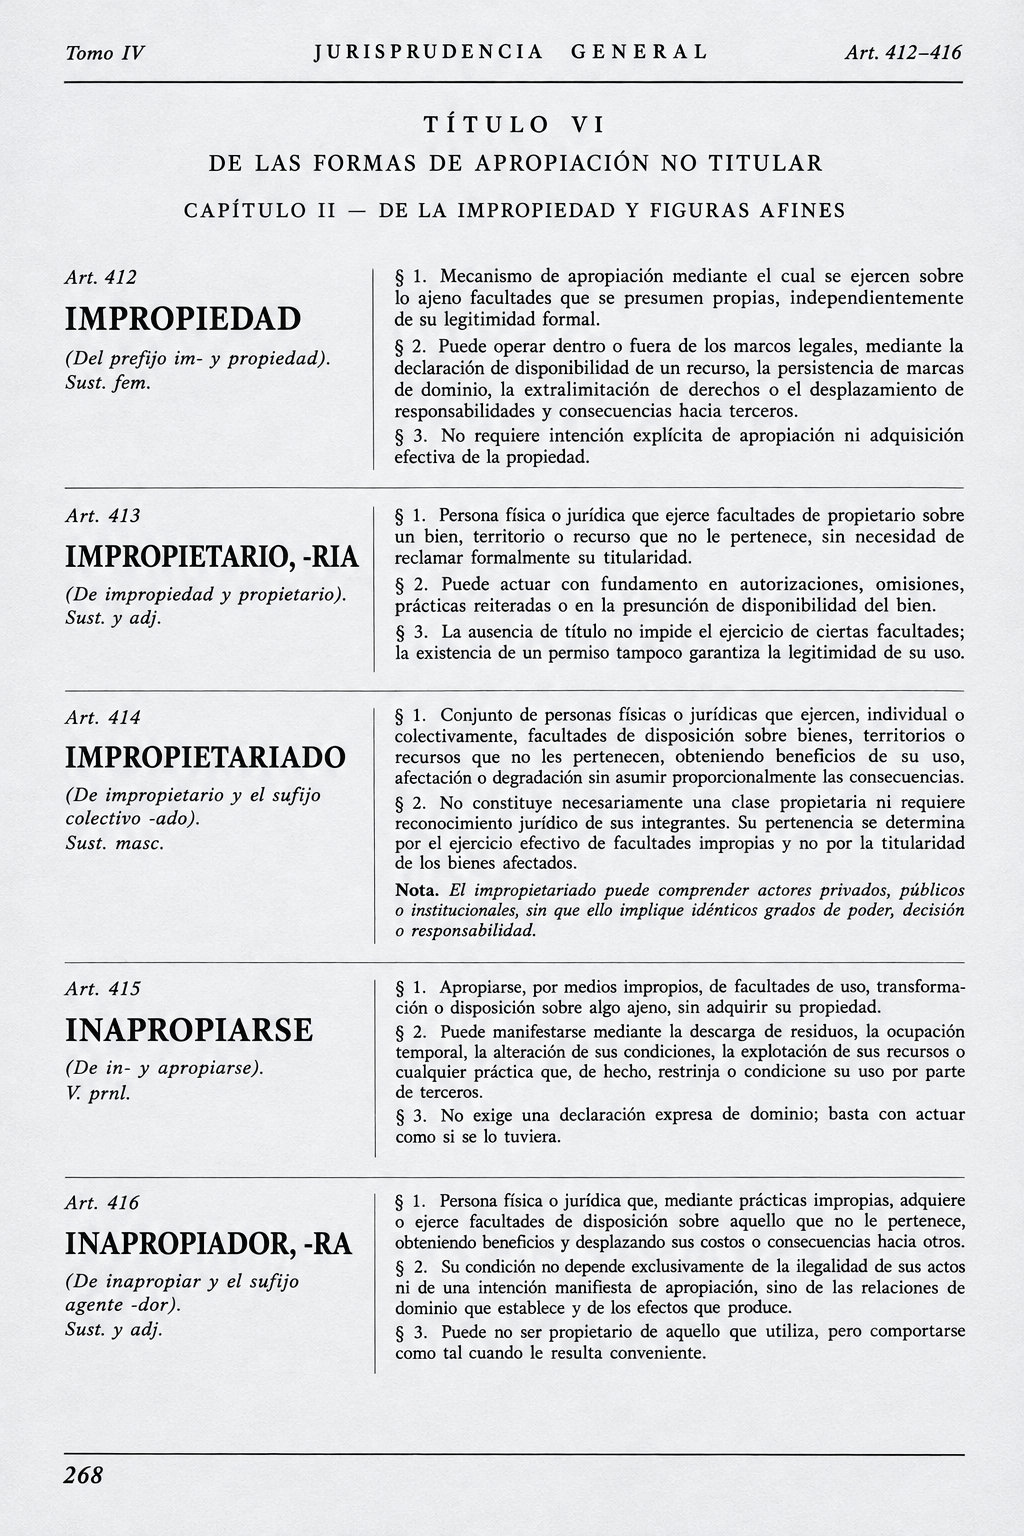 Tomo IV
JURISPRUDENCIA GENERAL
Art. 412–416
TÍTULO VI
DE LAS FORMAS DE APROPIACIÓN NO TITULAR
CAPÍTULO II — DE LA IMPROPIEDAD Y FIGURAS AFINES
Art. 412
IMPROPIEDAD
(Del prefijo im- y propiedad).
Sust. fem.
§ 1. Mecanismo de apropiación mediante el cual se ejercen sobre
lo ajeno facultades que se presumen propias, independientemente
de su legitimidad formal.
§ 2. Puede operar dentro o fuera de los marcos legales, mediante la
declaración de disponibilidad de un recurso, la persistencia de marcas
de dominio, la extralimitación de derechos o el desplazamiento de
responsabilidades y consecuencias hacia terceros.
§ 3. No requiere intención explícita de apropiación ni adquisición
efectiva de la propiedad.
Art. 413
IMPROPIETARIO, -RIA
(De impropiedad y propietario).
Sust. y adj.
§ 1. Persona física o jurídica que ejerce facultades de propietario sobre
un bien, territorio o recurso que no le pertenece, sin necesidad de
reclamar formalmente su titularidad.
§ 2. Puede actuar con fundamento en autorizaciones, omisiones,
prácticas reiteradas o en la presunción de disponibilidad del bien.
§ 3. La ausencia de título no impide el ejercicio de ciertas facultades;
la existencia de un permiso tampoco garantiza la legitimidad de su uso.
Art. 414
IMPROPIETARIADO
(De impropietario y el sufijo
colectivo -ado).
Sust. masc.
§ 1. Conjunto de personas físicas o jurídicas que ejercen, individual o
colectivamente, facultades de disposición sobre bienes, territorios o
recursos que no les pertenecen, obteniendo beneficios de su uso,
afectación o degradación sin asumir proporcionalmente las consecuencias.
§ 2. No constituye necesariamente una clase propietaria ni requiere
reconocimiento jurídico de sus integrantes. Su pertenencia se determina
por el ejercicio efectivo de facultades impropias y no por la titularidad
de los bienes afectados.
Nota. El impropietariado puede comprender actores privados, públicos
o institucionales, sin que ello implique idénticos grados de poder, decisión
o responsabilidad.
Art. 415
INAPROPIARSE
(De in- y apropiarse).
V. prnl.
§ 1. Apropiarse, por medios impropios, de facultades de uso, transforma-
ción o disposición sobre algo ajeno, sin adquirir su propiedad.
§ 2. Puede manifestarse mediante la descarga de residuos, la ocupación
temporal, la alteración de sus condiciones, la explotación de sus recursos o
cualquier práctica que, de hecho, restrinja o condicione su uso por parte
de terceros.
§ 3. No exige una declaración expresa de dominio; basta con actuar
como si se lo tuviera.
Art. 416
INAPROPIADOR, -RA
(De inapropiar y el sufijo
agente -dor).
Sust. y adj.
§ 1. Persona física o jurídica que, mediante prácticas impropias, adquiere
o ejerce facultades de disposición sobre aquello que no le pertenece,
obteniendo beneficios y desplazando sus costos o consecuencias hacia otros.
§ 2. Su condición no depende exclusivamente de la ilegalidad de sus actos
ni de una intención manifiesta de apropiación, sino de las relaciones de
dominio que establece y de los efectos que produce.
§ 3. Puede no ser propietario de aquello que utiliza, pero comportarse
como tal cuando le resulta conveniente.
268